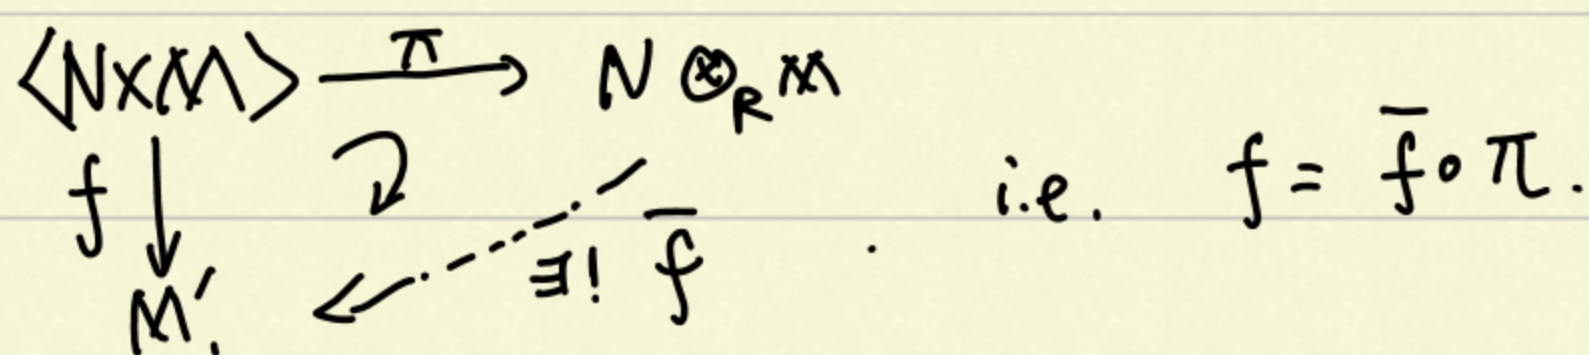 ⟨N×M⟩ π→ N ⊗_R M
f ↓ ↷ ∃! f̄ . i.e. f = f̄ ∘ π.
M'.